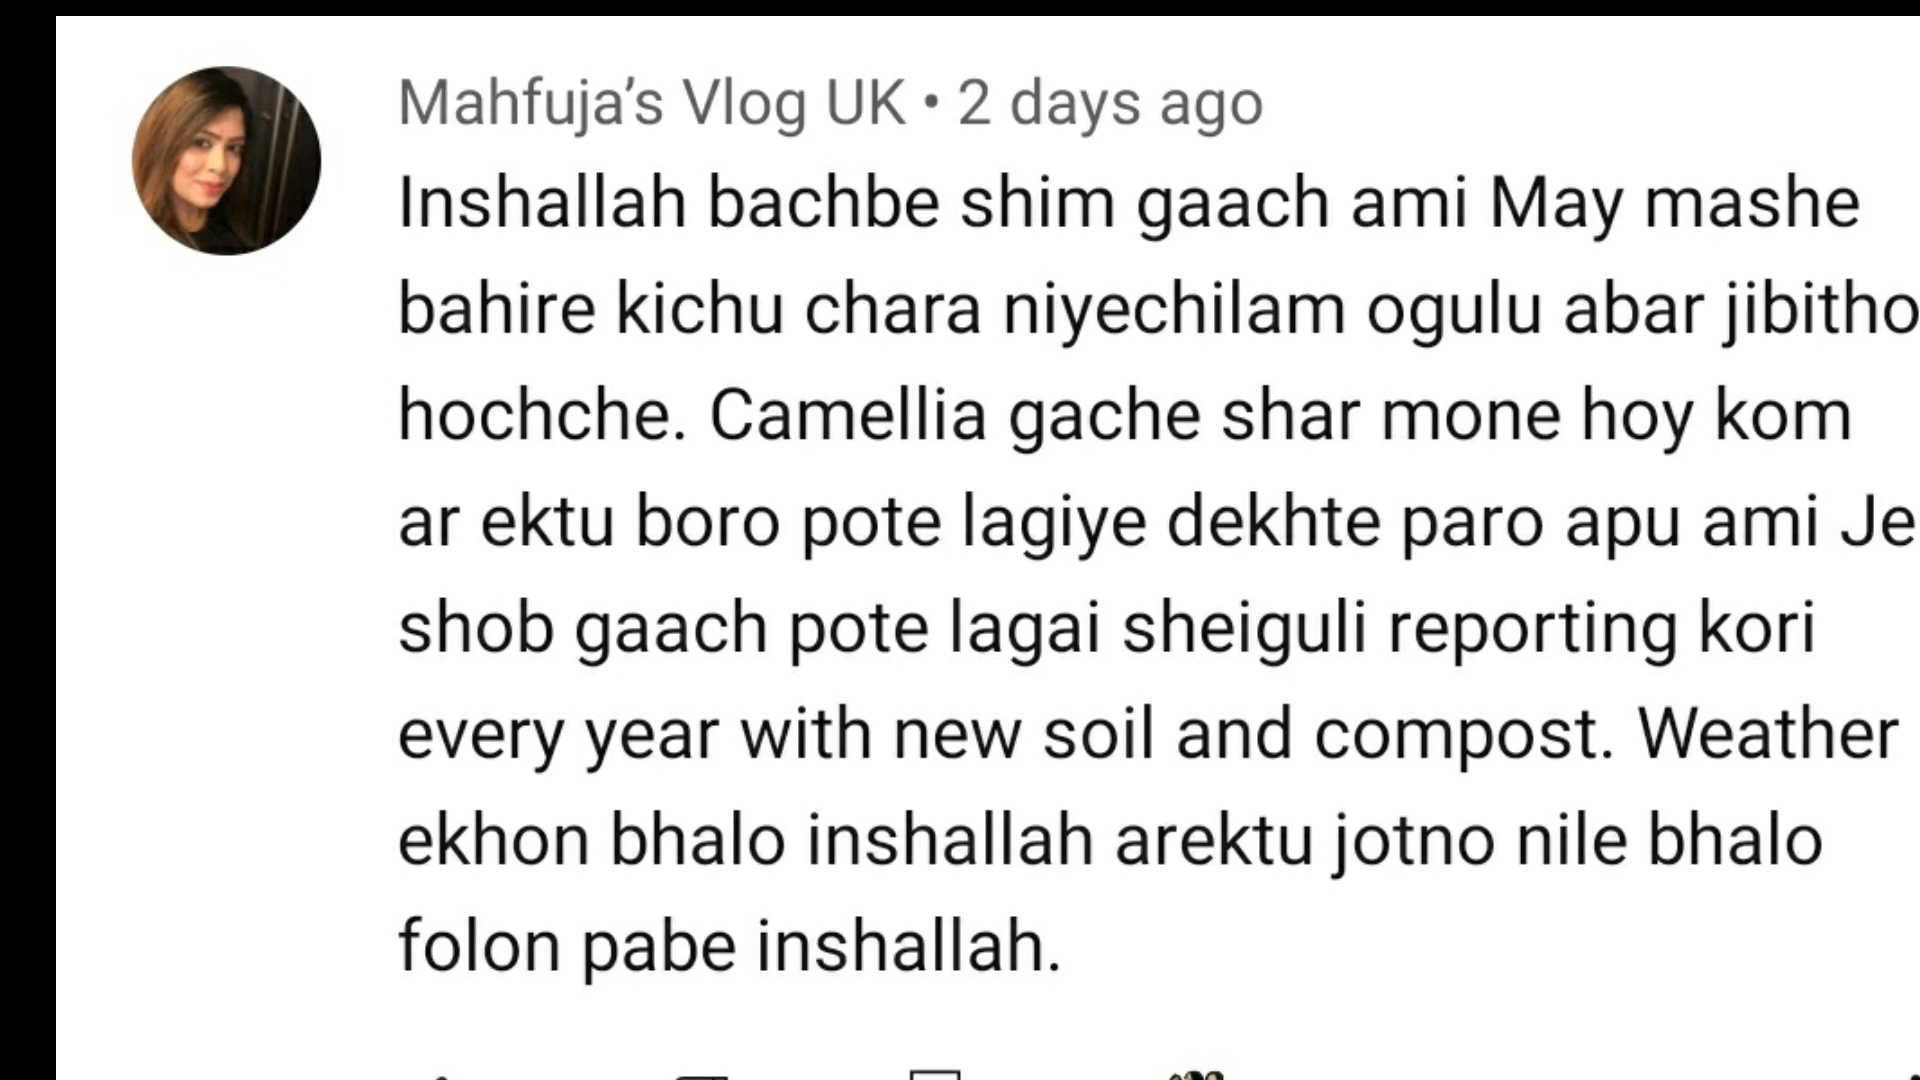 Mahfuja’s Vlog UK • 2 days ago
Inshallah bachbe shim gaach ami May mashe
bahire kichu chara niyechilam ogulu abar jibitho
hochche. Camellia gache shar mone hoy kom
ar ektu boro pote lagiye dekhte paro apu ami Je
shob gaach pote lagai sheiguli reporting kori
every year with new soil and compost. Weather
ekhon bhalo inshallah arektu jotno nile bhalo
folon pabe inshallah.